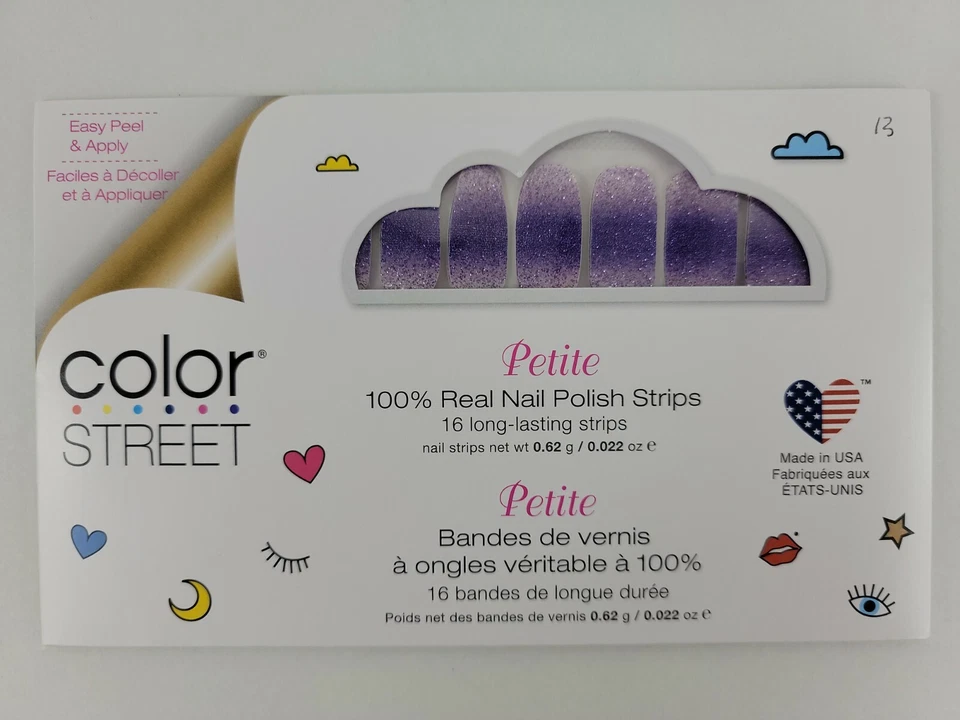 Easy Peel
& Apply
Faciles à Décoller
et à Appliquer
13
color®
STREET
Petite
100% Real Nail Polish Strips
16 long-lasting strips
nail strips net wt 0.62 g / 0.022 oz ℮
Petite
Bandes de vernis
à ongles véritable à 100%
16 bandes de longue durée
Poids net des bandes de vernis 0.62 g / 0.022 oz ℮
™
Made in USA
Fabriquées aux
ÉTATS-UNIS